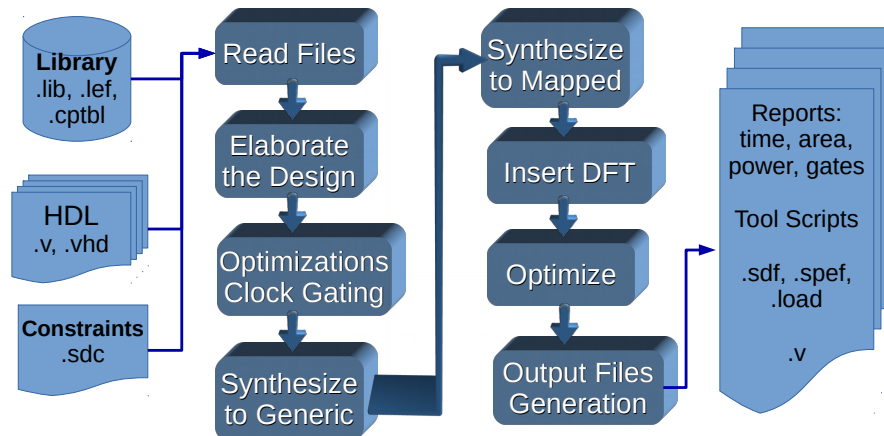 Library
.lib, .lef,
.cptbl
HDL
.v, .vhd
Constraints
.sdc
Read Files
Elaborate
the Design
Optimizations
Clock Gating
Synthesize
to Generic
Synthesize
to Mapped
Insert DFT
Optimize
Output Files
Generation
Reports:
time, area,
power, gates
Tool Scripts
.sdf, .spef,
.load
.v